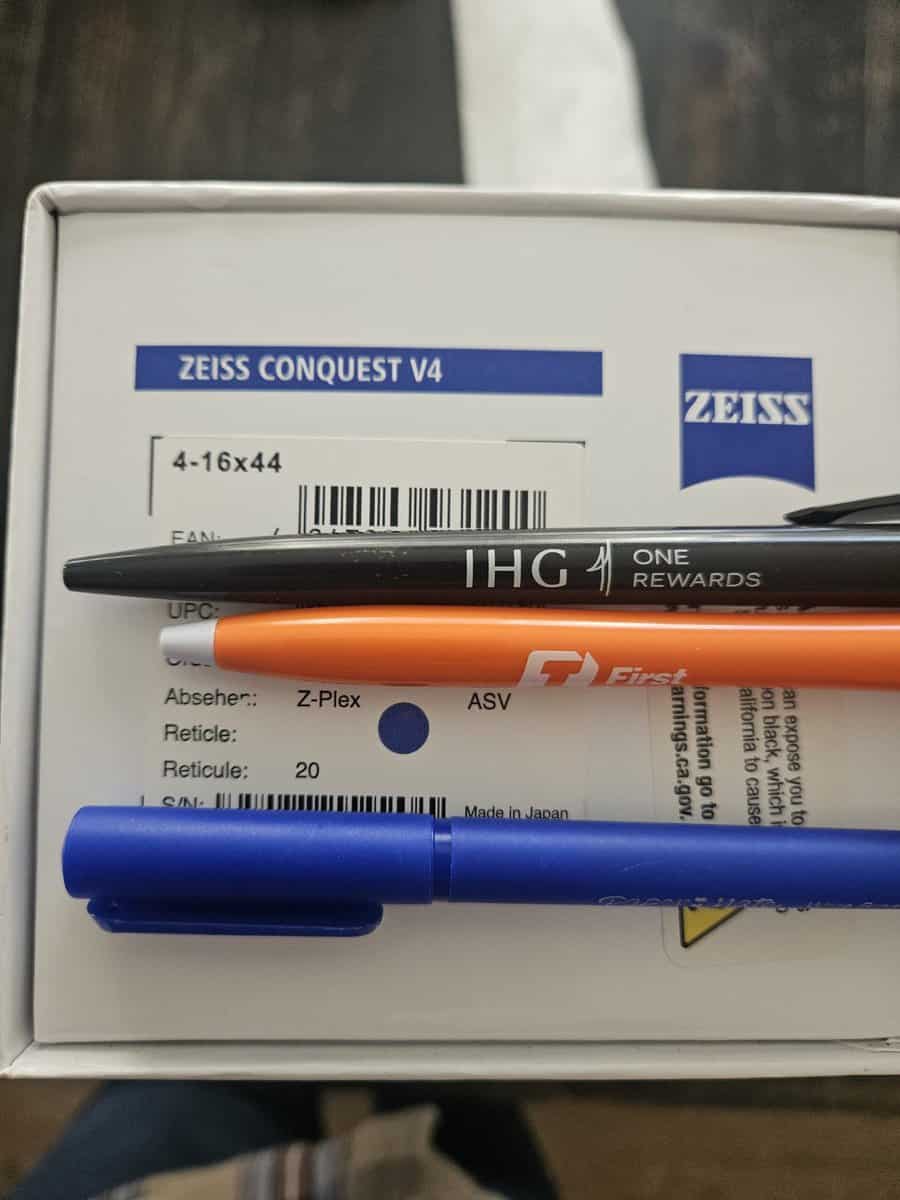 ZEISS CONQUEST V4
ZEISS
4-16x44
EAN:
IHG ONE
REWARDS
UPC:
First
Absehen: Z-Plex ASV
Reticle:
Reticule: 20
S/N: Made in Japan
an expose you to
on black, which i
alifornia to cause
formation go to
arnings.ca.gov.